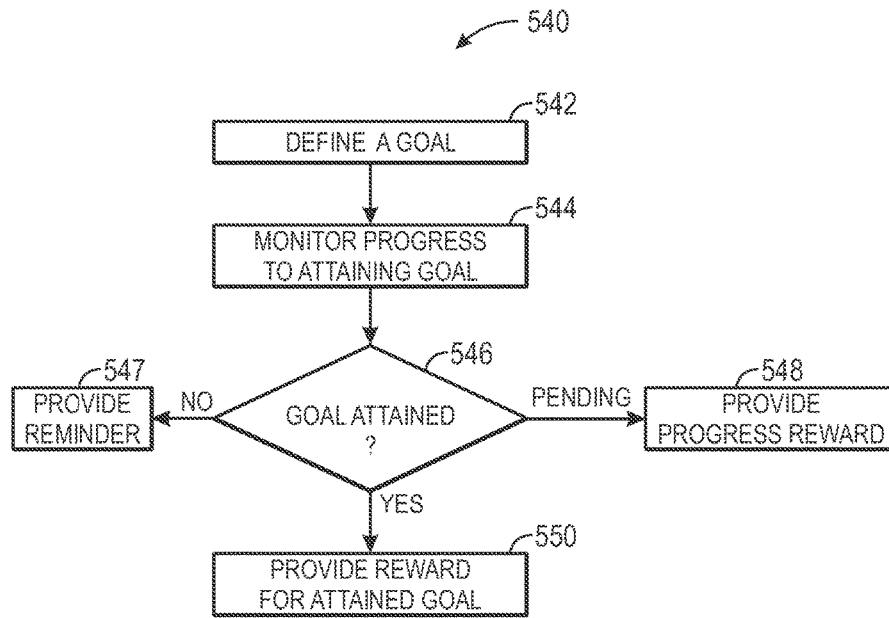 540
542
DEFINE A GOAL
544
MONITOR PROGRESS
TO ATTAINING GOAL
546
GOAL ATTAINED
?
547
NO
PROVIDE
REMINDER
PENDING
548
PROVIDE
PROGRESS REWARD
YES
550
PROVIDE REWARD
FOR ATTAINED GOAL